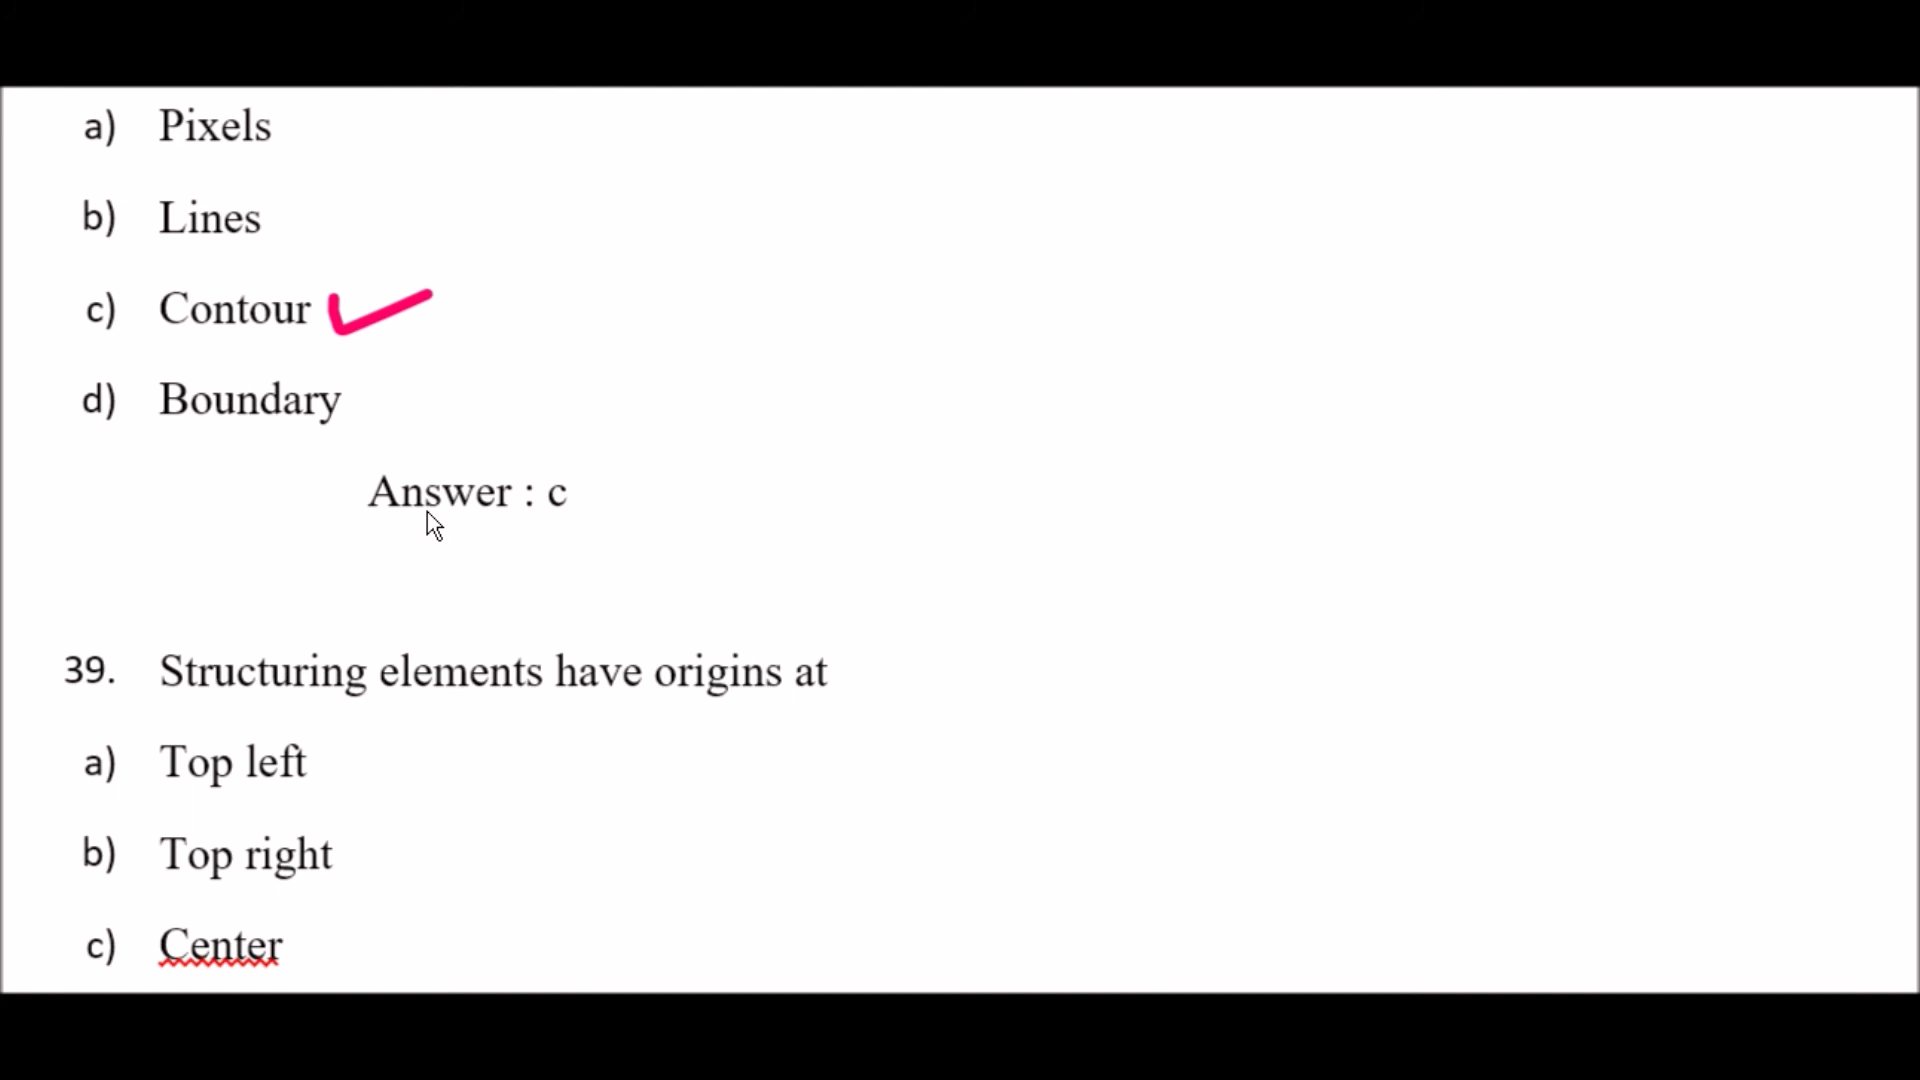 a) Pixels
b) Lines
c) Contour
d) Boundary
Answer : c
39. Structuring elements have origins at
a) Top left
b) Top right
c) Center